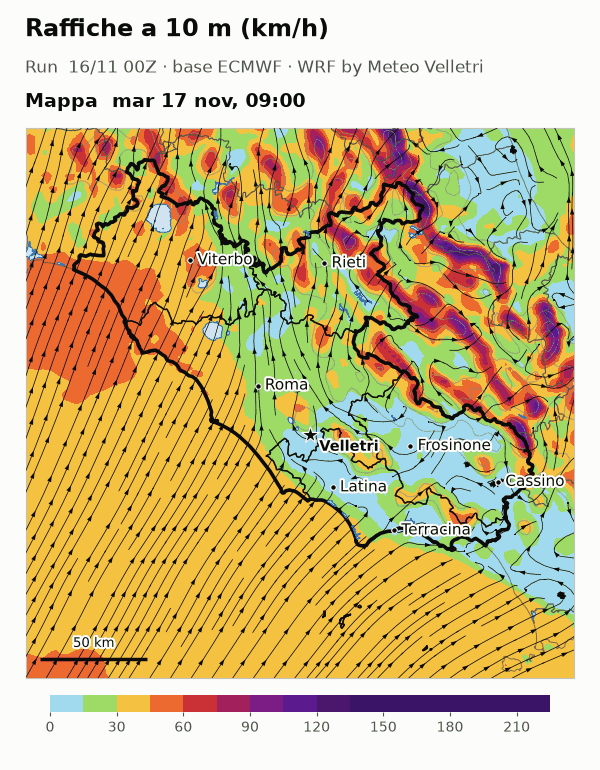 Raffiche a 10 m (km/h)
Run  16/11 00Z · base ECMWF · WRF by Meteo Velletri
Mappa  mar 17 nov, 09:00
Viterbo
Rieti
Roma
Velletri
Frosinone
Cassino
Latina
Terracina
50 km
0 30 60 90 120 150 180 210